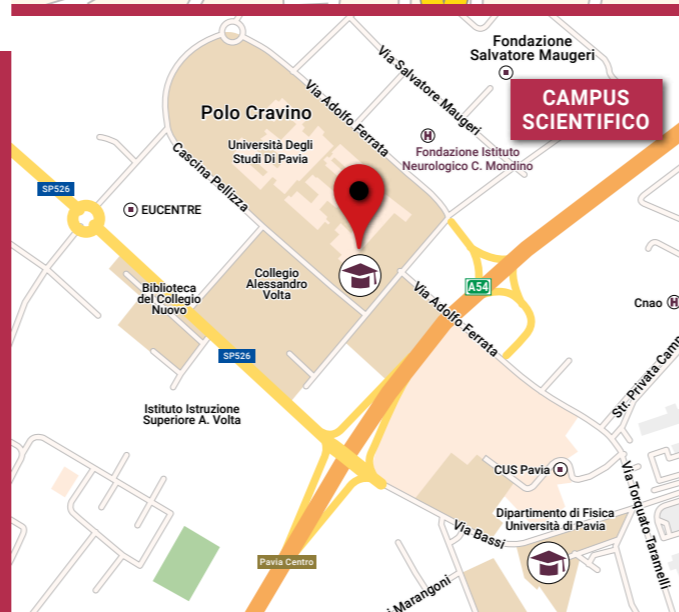 Fondazione
Salvatore Maugeri
Via Salvatore Maugeri
CAMPUS
SCIENTIFICO
Via Adolfo Ferrata
Polo Cravino
Università Degli
Studi Di Pavia
H
Fondazione Istituto
Neurologico C. Mondino
Cascina Pellizza
SP526
EUCENTRE
Collegio
Alessandro
Volta
Biblioteca
del Collegio
Nuovo
A54
Via Adolfo Ferrata
Cnao H
SP526
Str. Privata Camp
Istituto Istruzione
Superiore A. Volta
CUS Pavia
Via Torquato Taramelli
Dipartimento di Fisica
Università di Pavia
Via Bassi
Pavia Centro
i Marangoni